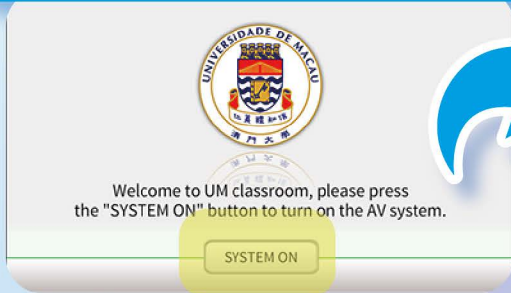 UNIVERSIDADE DE MACAU
澳門大學
Welcome to UM classroom, please press
the "SYSTEM ON" button to turn on the AV system.
SYSTEM ON